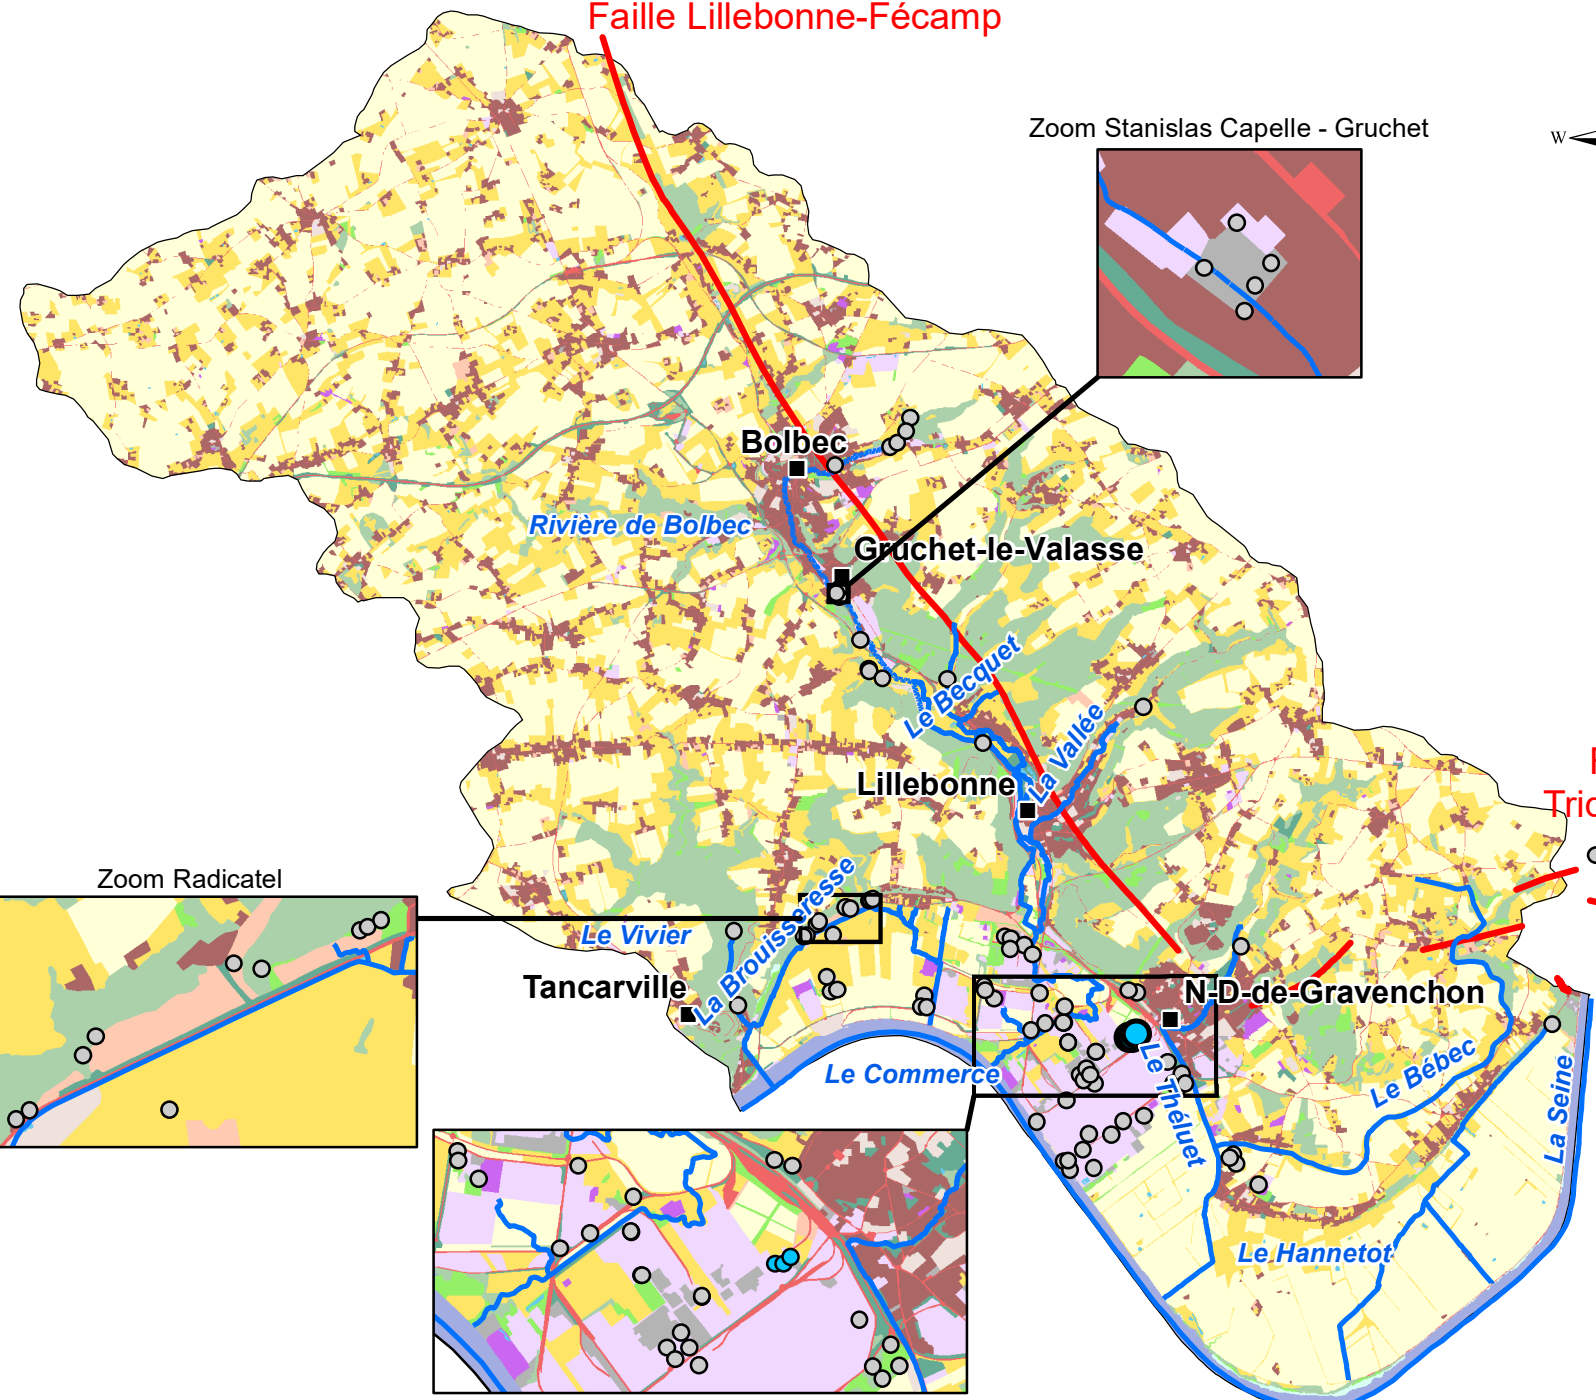 Faille Lillebonne-Fécamp
Zoom Stanislas Capelle - Gruchet
W
Bolbec
Rivière de Bolbec
Gruchet-le-Valasse
Le Becquet
La Vallée
Lillebonne
Zoom Radicatel
La Brouisseresse
Le Vivier
Tancarville
N-D-de-Gravenchon
Le Commerce
Le Théluet
Le Bébec
La Seine
Le Hannetot